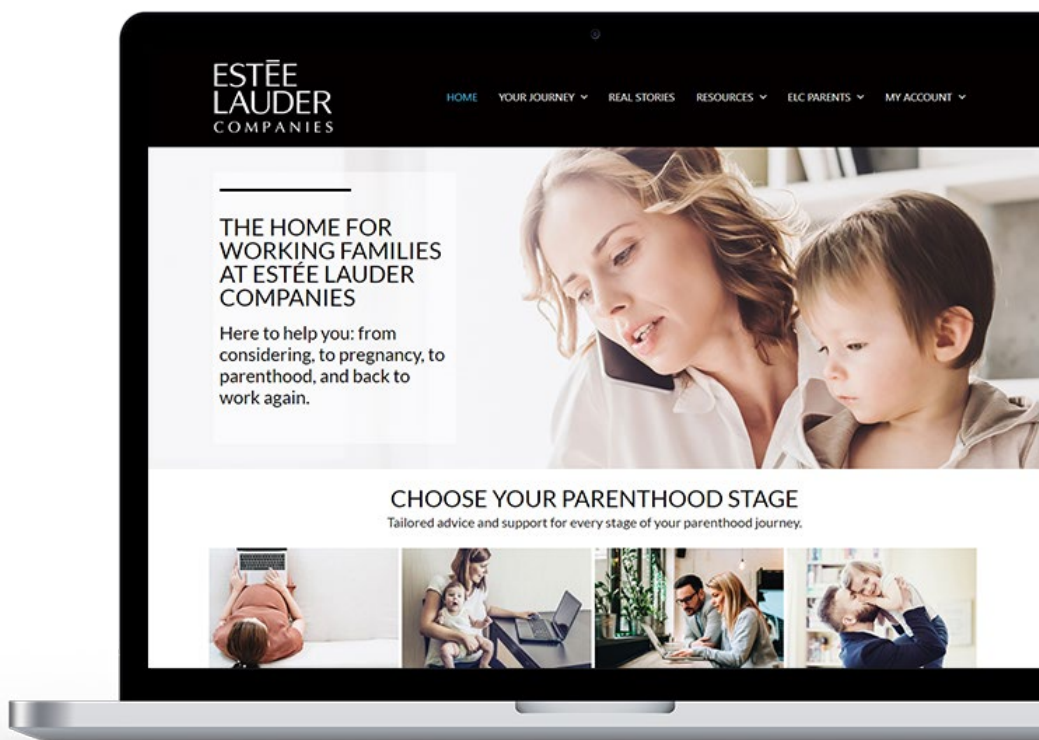 ESTĒE
LAUDER
COMPANIES
HOME YOUR JOURNEY REAL STORIES RESOURCES ELC PARENTS MY ACCOUNT
THE HOME FOR
WORKING FAMILIES
AT ESTÉE LAUDER
COMPANIES
Here to help you: from
considering, to pregnancy, to
parenthood, and back to
work again.
CHOOSE YOUR PARENTHOOD STAGE
Tailored advice and support for every stage of your parenthood journey.